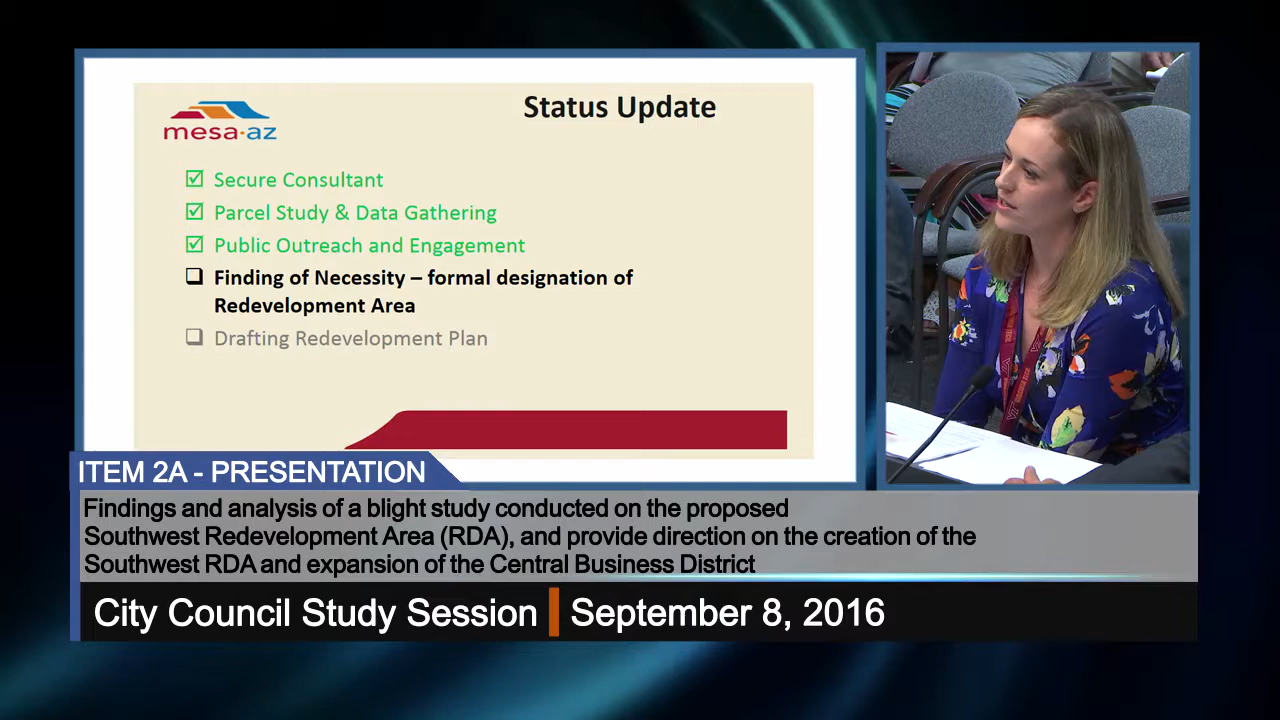 Status Update
mesa·az
Secure Consultant
Parcel Study & Data Gathering
Public Outreach and Engagement
Finding of Necessity – formal designation of
Redevelopment Area
Drafting Redevelopment Plan
ITEM 2A - PRESENTATION
Findings and analysis of a blight study conducted on the proposed
Southwest Redevelopment Area (RDA), and provide direction on the creation of the
Southwest RDA and expansion of the Central Business District
City Council Study Session
September 8, 2016